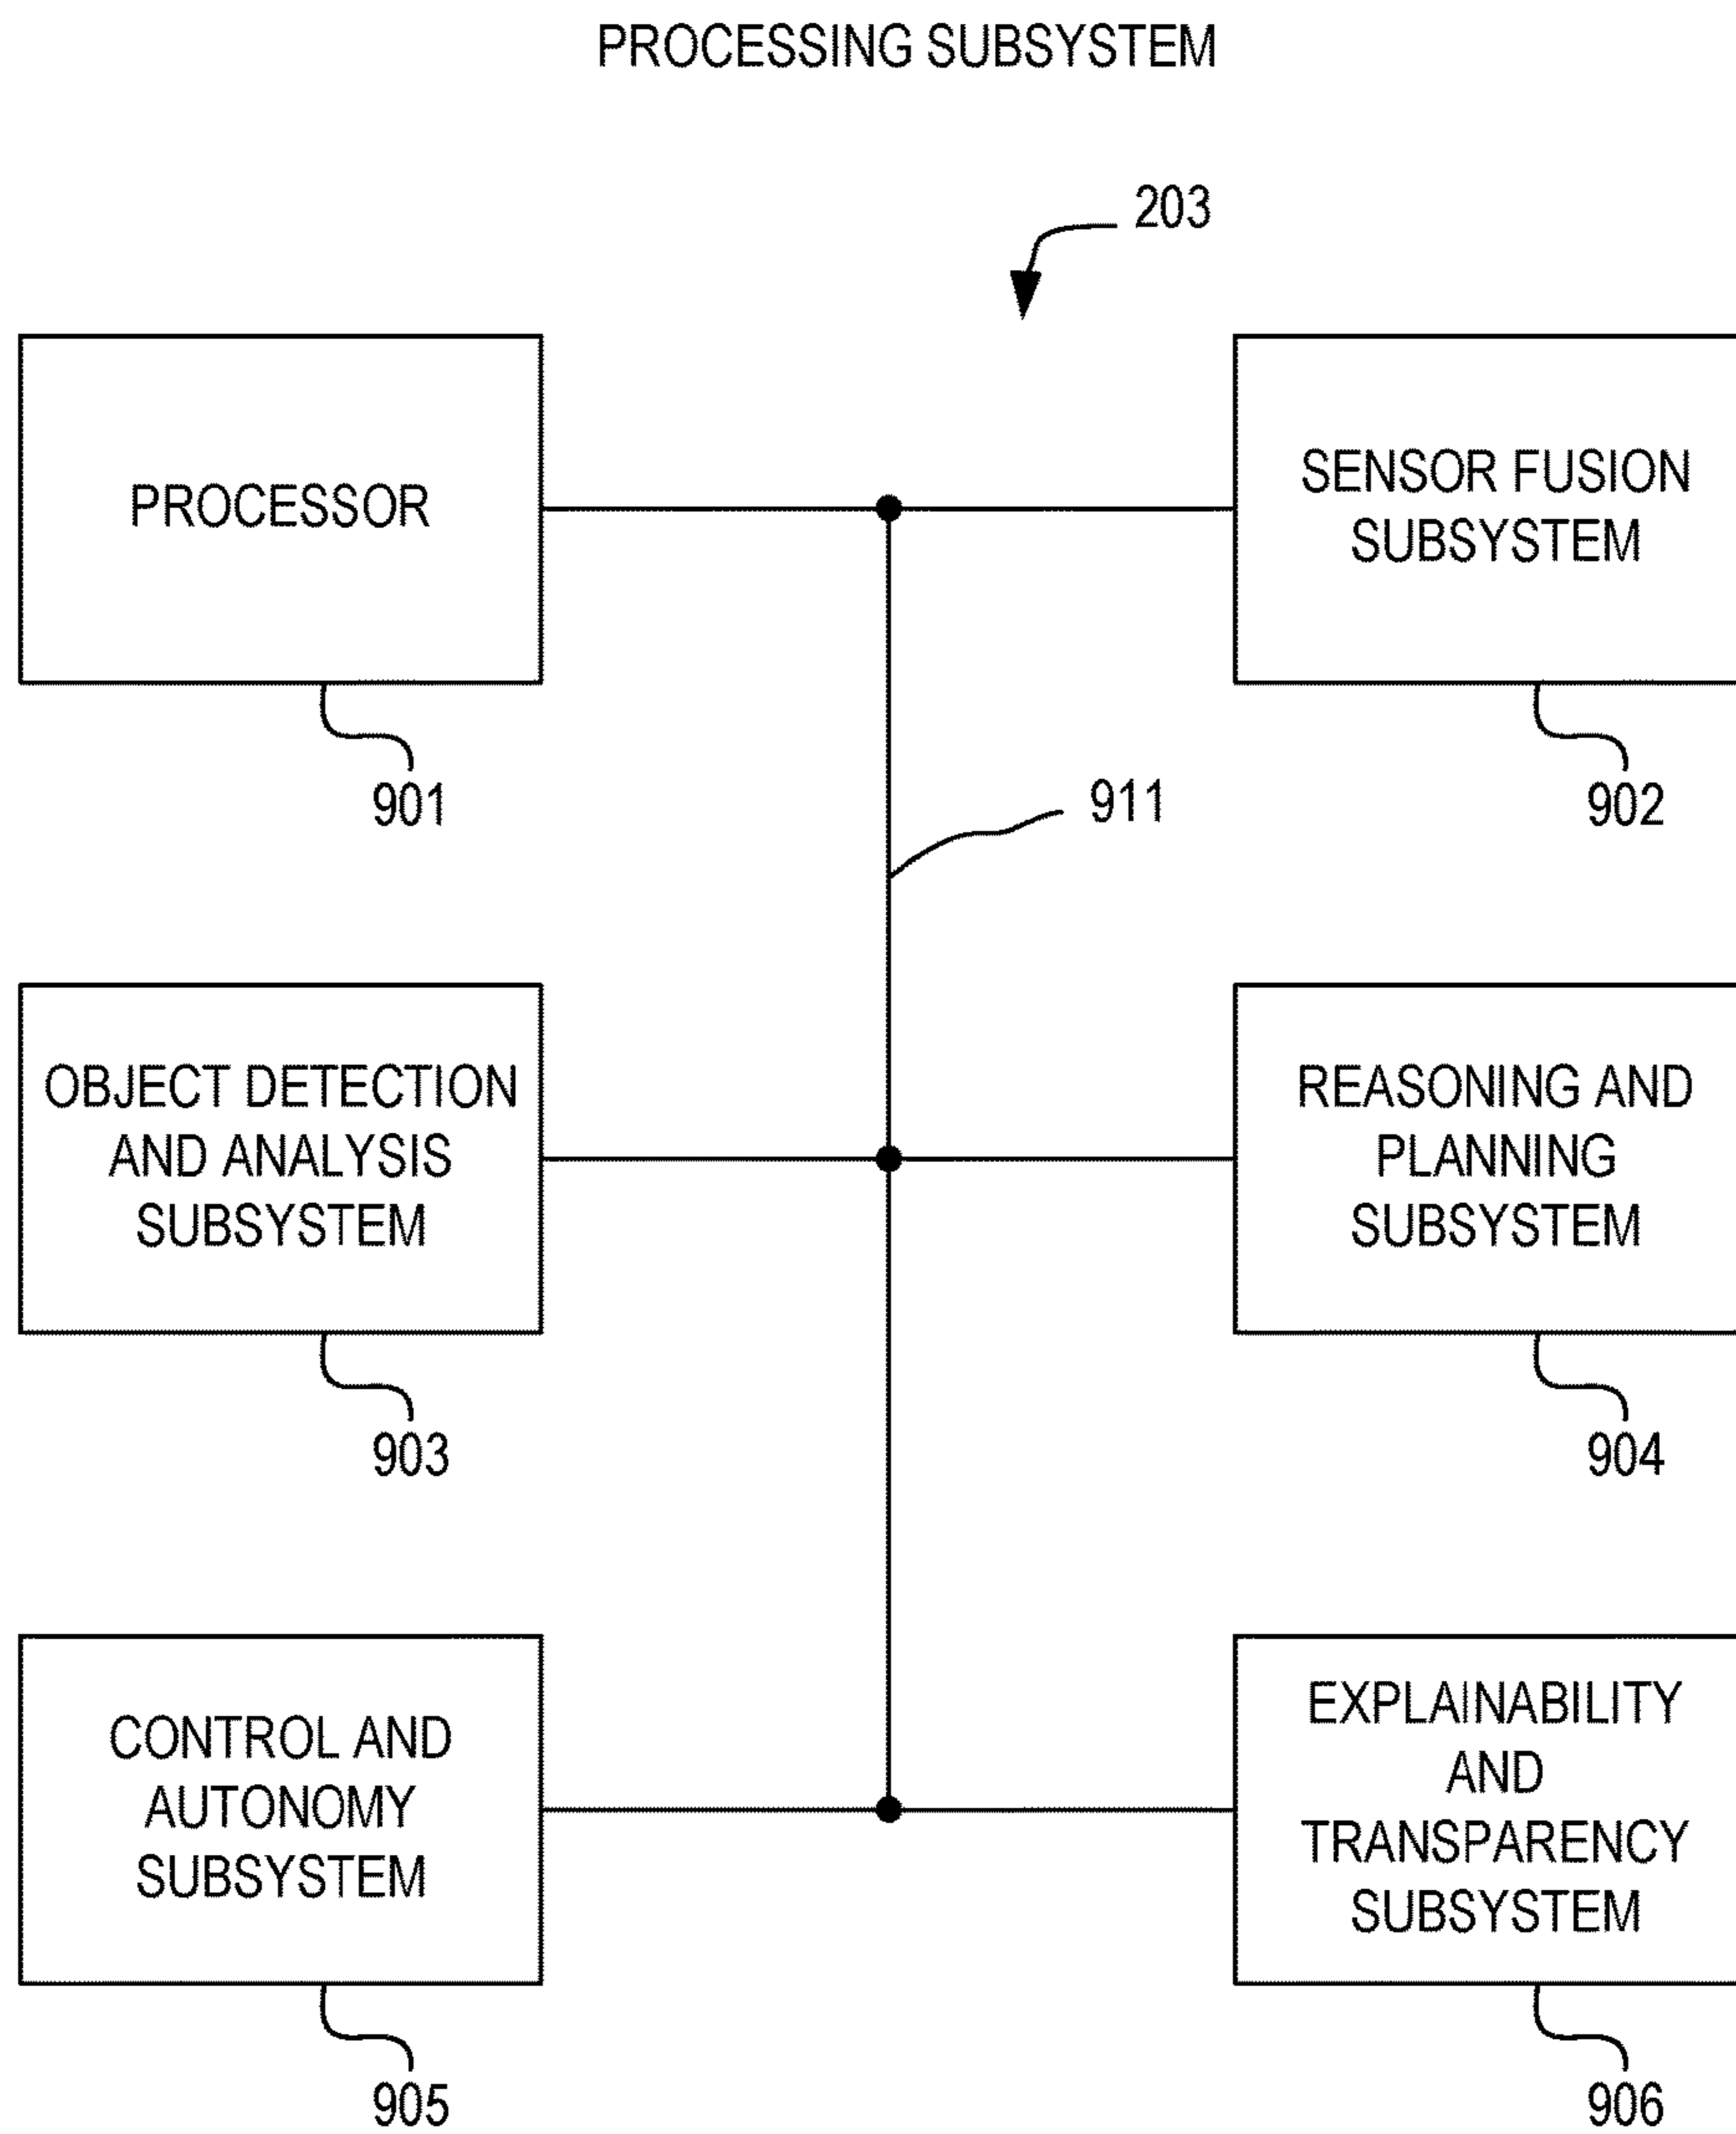 PROCESSING SUBSYSTEM
203
PROCESSOR
901
SENSOR FUSION
SUBSYSTEM
902
911
OBJECT DETECTION
AND ANALYSIS
SUBSYSTEM
903
REASONING AND
PLANNING
SUBSYSTEM
904
CONTROL AND
AUTONOMY
SUBSYSTEM
905
EXPLAINABILITY
AND
TRANSPARENCY
SUBSYSTEM
906